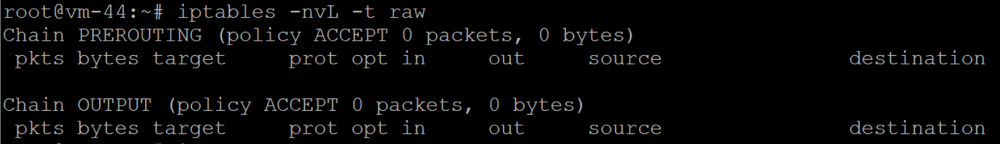 root@vm-44:~# iptables -nvL -t raw
Chain PREROUTING (policy ACCEPT 0 packets, 0 bytes)
 pkts bytes target     prot opt in     out     source               destination

Chain OUTPUT (policy ACCEPT 0 packets, 0 bytes)
 pkts bytes target     prot opt in     out     source               destination